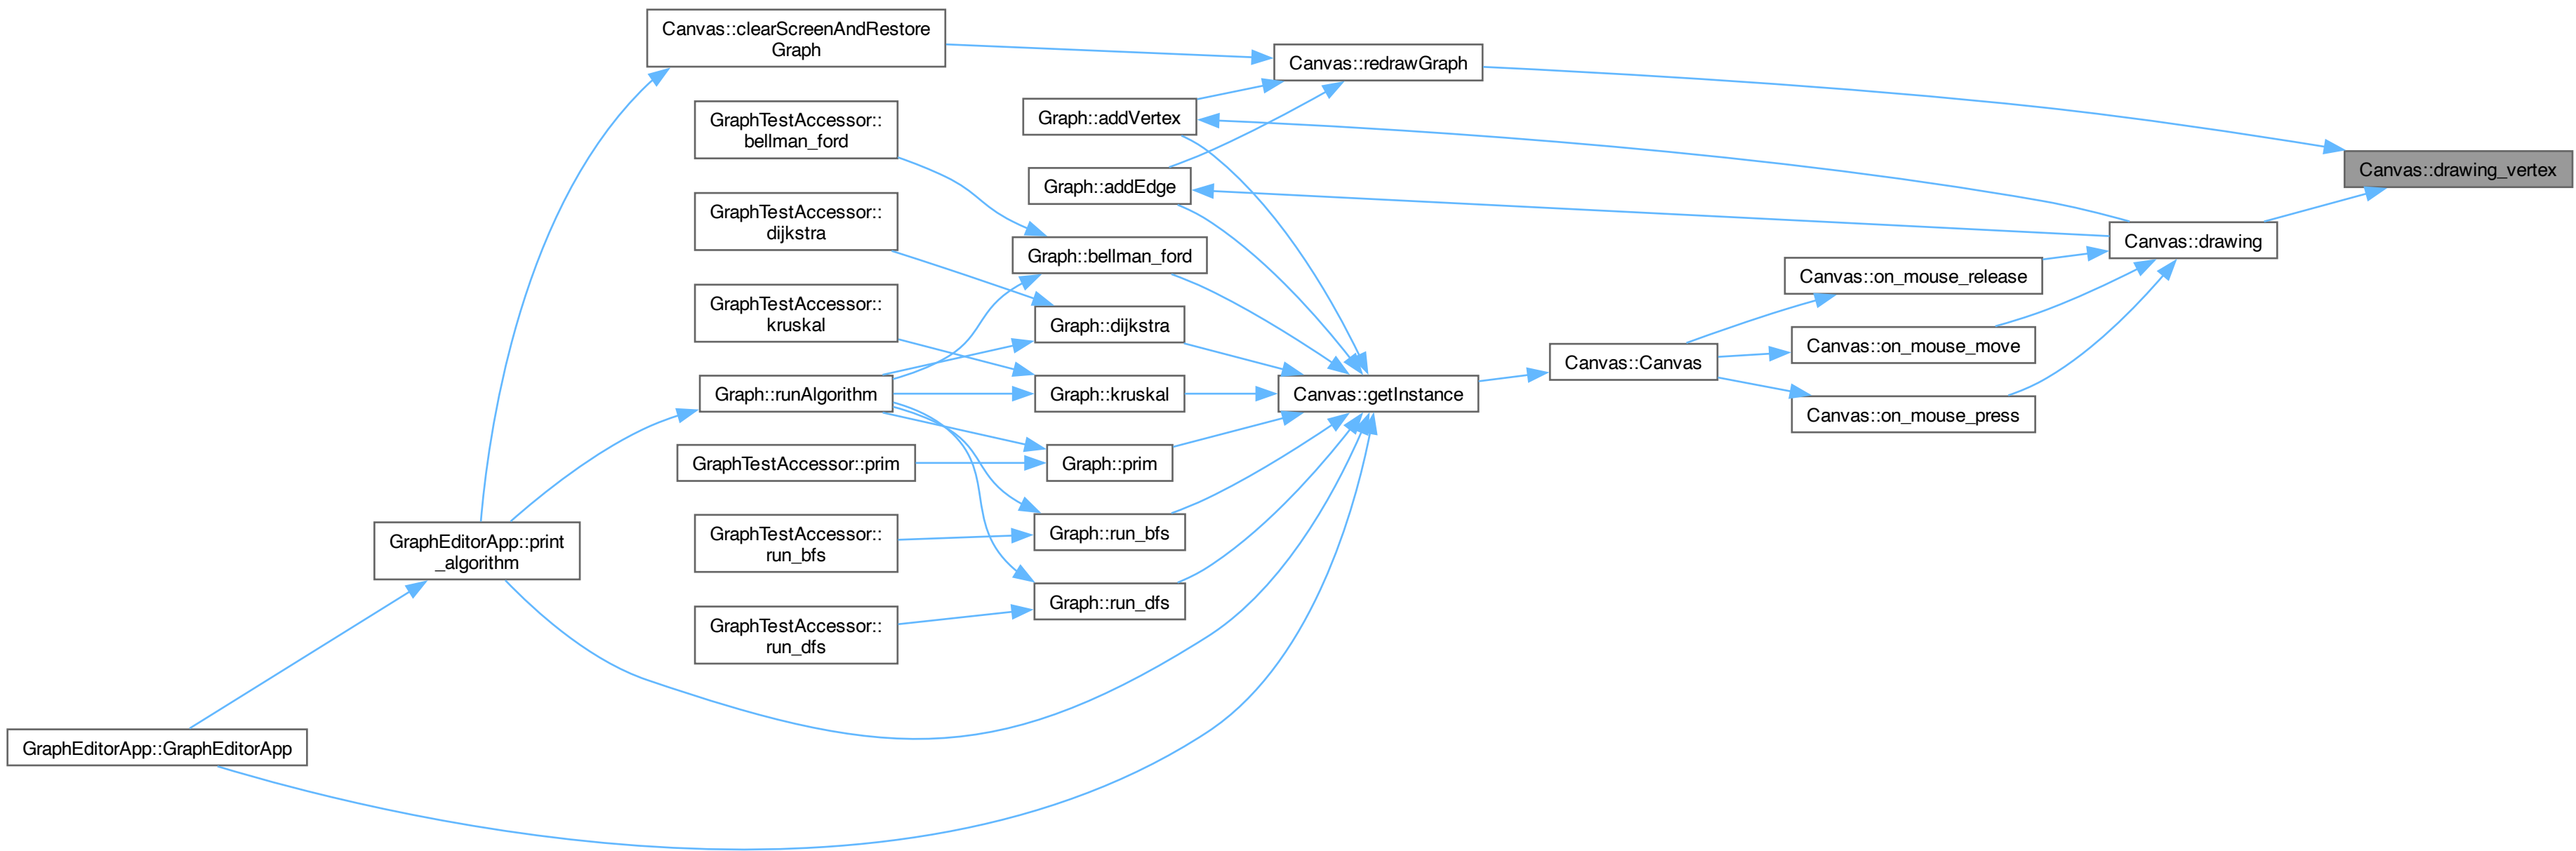 Canvas::clearScreenAndRestore
Graph
Canvas::redrawGraph
GraphTestAccessor::
bellman_ford
Graph::addVertex
Canvas::drawing_vertex
Graph::addEdge
GraphTestAccessor::
dijkstra
Canvas::drawing
Graph::bellman_ford
Canvas::on_mouse_release
GraphTestAccessor::
kruskal
Graph::dijkstra
Canvas::on_mouse_move
Canvas::Canvas
Graph::runAlgorithm
Graph::kruskal
Canvas::getInstance
Canvas::on_mouse_press
GraphTestAccessor::prim
Graph::prim
GraphTestAccessor::
run_bfs
Graph::run_bfs
GraphEditorApp::print
_algorithm
Graph::run_dfs
GraphTestAccessor::
run_dfs
GraphEditorApp::GraphEditorApp